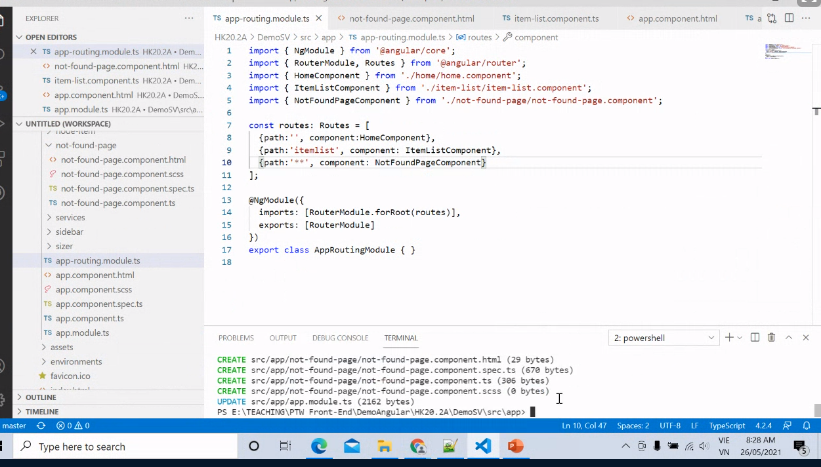 EXPLORER
OPEN EDITORS
TS app-routing.module.ts HK20.2A • Demo...
<> not-found-page.component.html HK20...
TS item-list.component.ts HK20.2A • Dem...
<> app.component.html HK20.2A • DemoS...
TS app.module.ts HK20.2A • DemoSV\src\a...
UNTITLED (WORKSPACE)
not-found-page
<> not-found-page.component.html
not-found-page.component.scss
TS not-found-page.component.spec.ts
TS not-found-page.component.ts
services
sidebar
sizer
TS app-routing.module.ts
<> app.component.html
app.component.scss
TS app.component.spec.ts
TS app.component.ts
TS app.module.ts
assets
environments
favicon.ico
OUTLINE
TIMELINE
TS app-routing.module.ts
<> not-found-page.component.html
TS item-list.component.ts
<> app.component.html
TS a
HK20.2A > DemoSV > src > app > TS app-routing.module.ts > routes > component
1 import { NgModule } from '@angular/core';
2 import { RouterModule, Routes } from '@angular/router';
3 import { HomeComponent } from './home/home.component';
4 import { ItemListComponent } from './item-list/item-list.component';
5 import { NotFoundPageComponent } from './not-found-page/not-found-page.component';
6
7 const routes: Routes = [
8 {path:'', component:HomeComponent},
9 {path:'itemlist', component: ItemListComponent},
10 {path:'**', component: NotFoundPageComponent}
11 ];
12
13 @NgModule({
14 imports: [RouterModule.forRoot(routes)],
15 exports: [RouterModule]
16 })
17 export class AppRoutingModule { }
18
PROBLEMS OUTPUT DEBUG CONSOLE TERMINAL
2: powershell
CREATE src/app/not-found-page/not-found-page.component.html (29 bytes)
CREATE src/app/not-found-page/not-found-page.component.spec.ts (670 bytes)
CREATE src/app/not-found-page/not-found-page.component.ts (306 bytes)
CREATE src/app/not-found-page/not-found-page.component.scss (0 bytes)
UPDATE src/app/app.module.ts (2162 bytes)
PS E:\TEACHING\PTW Front-End\DemoAngular\HK20.2A\DemoSV\src\app>
master 0 0 Ln 10, Col 47 Spaces: 2 UTF-8 LF TypeScript 4.2.4
Type here to search
VIE
VN
8:28 AM
26/05/2021
5